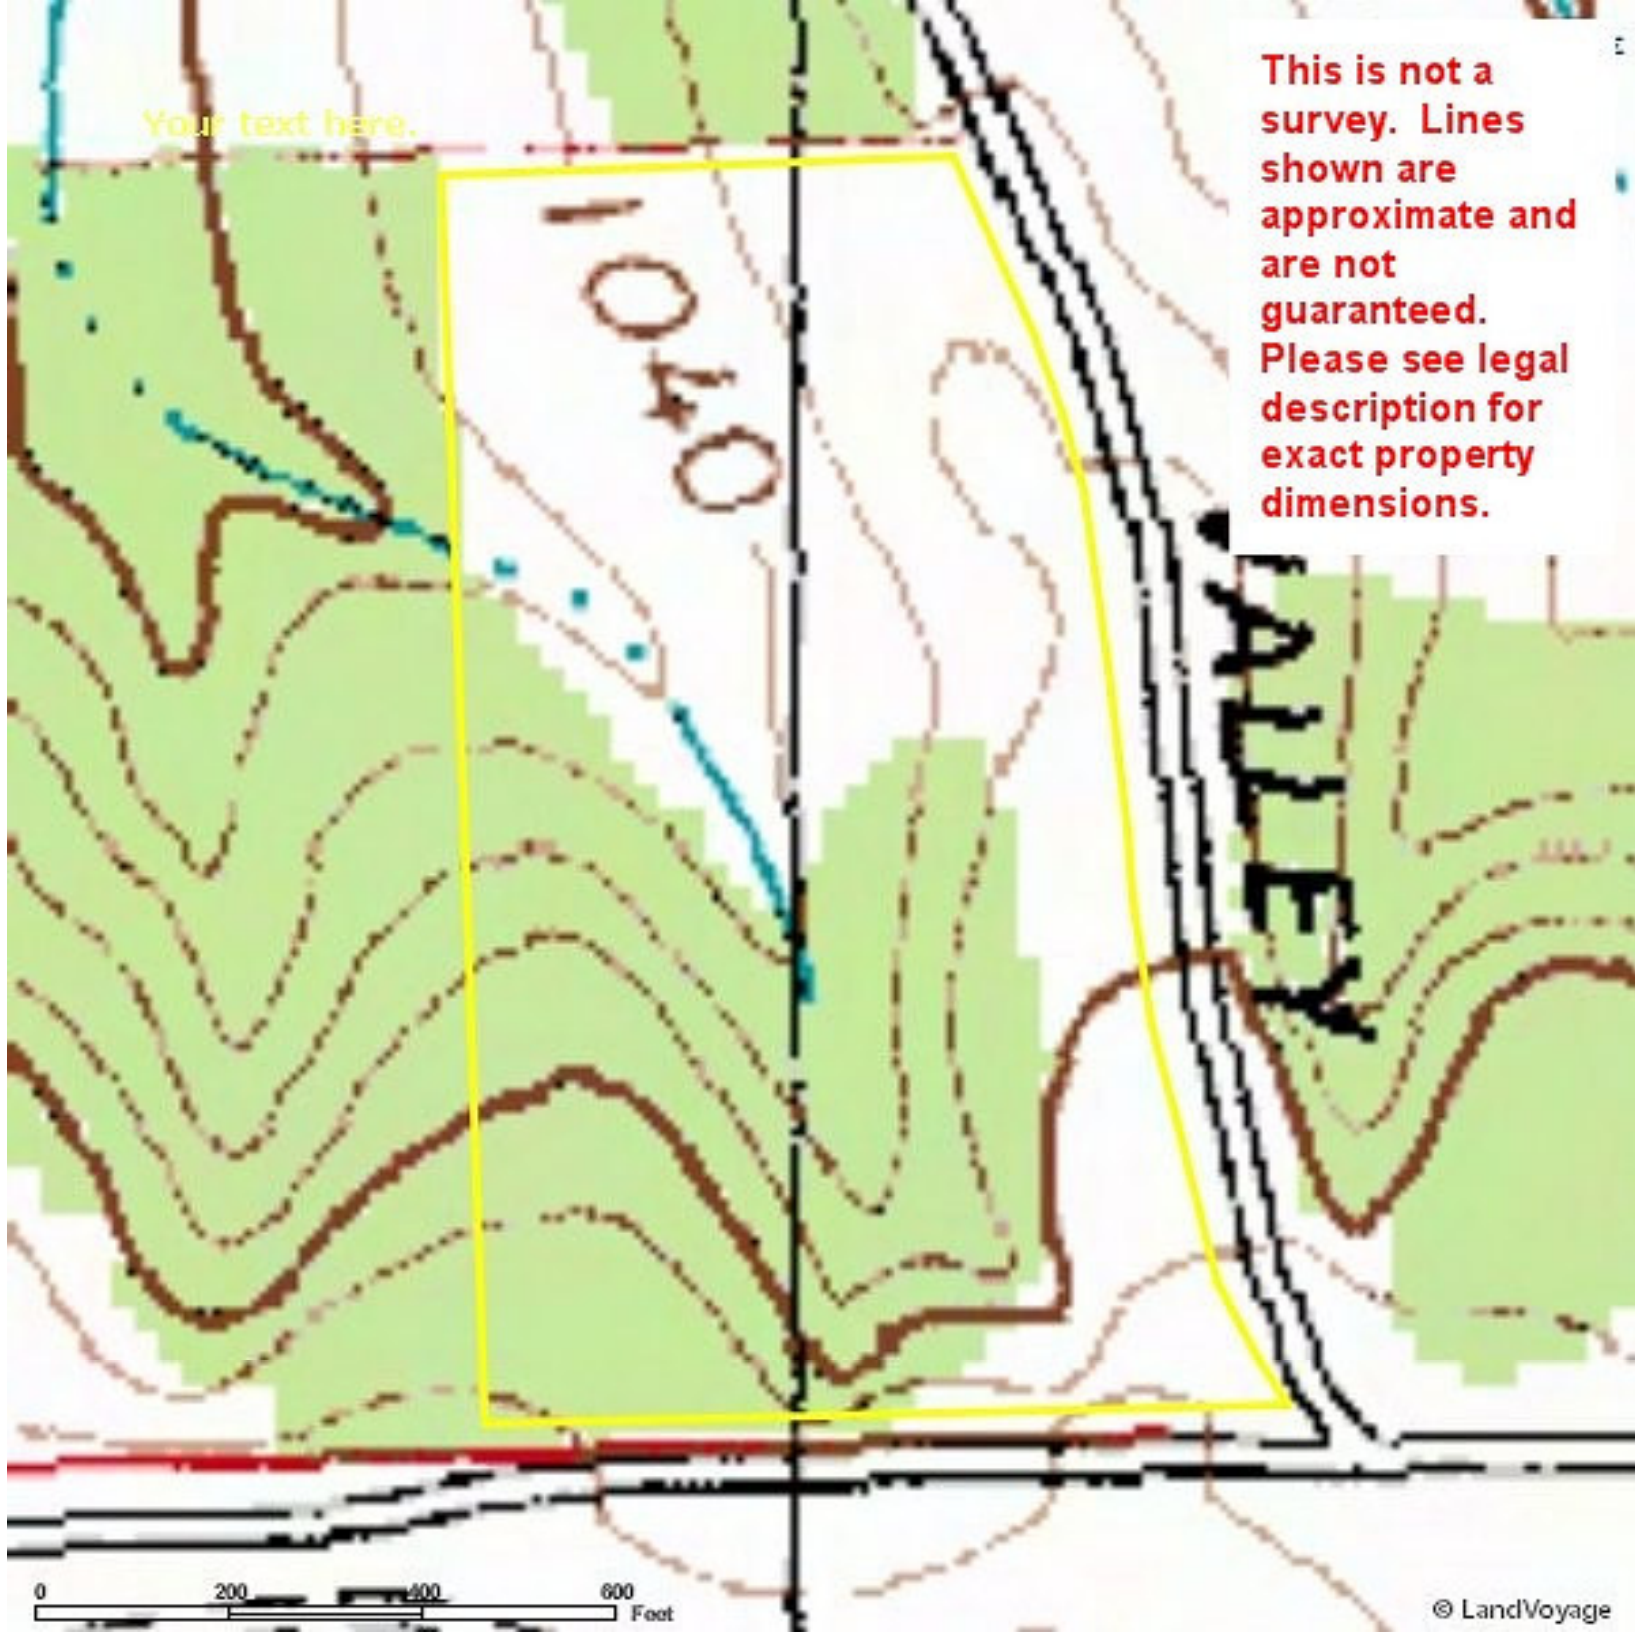 This is not a
survey. Lines
shown are
approximate and
are not
guaranteed.
Please see legal
description for
exact property
dimensions.
Your text here.
1040
VALLEY
0 200 400 600
Feet
© LandVoyage